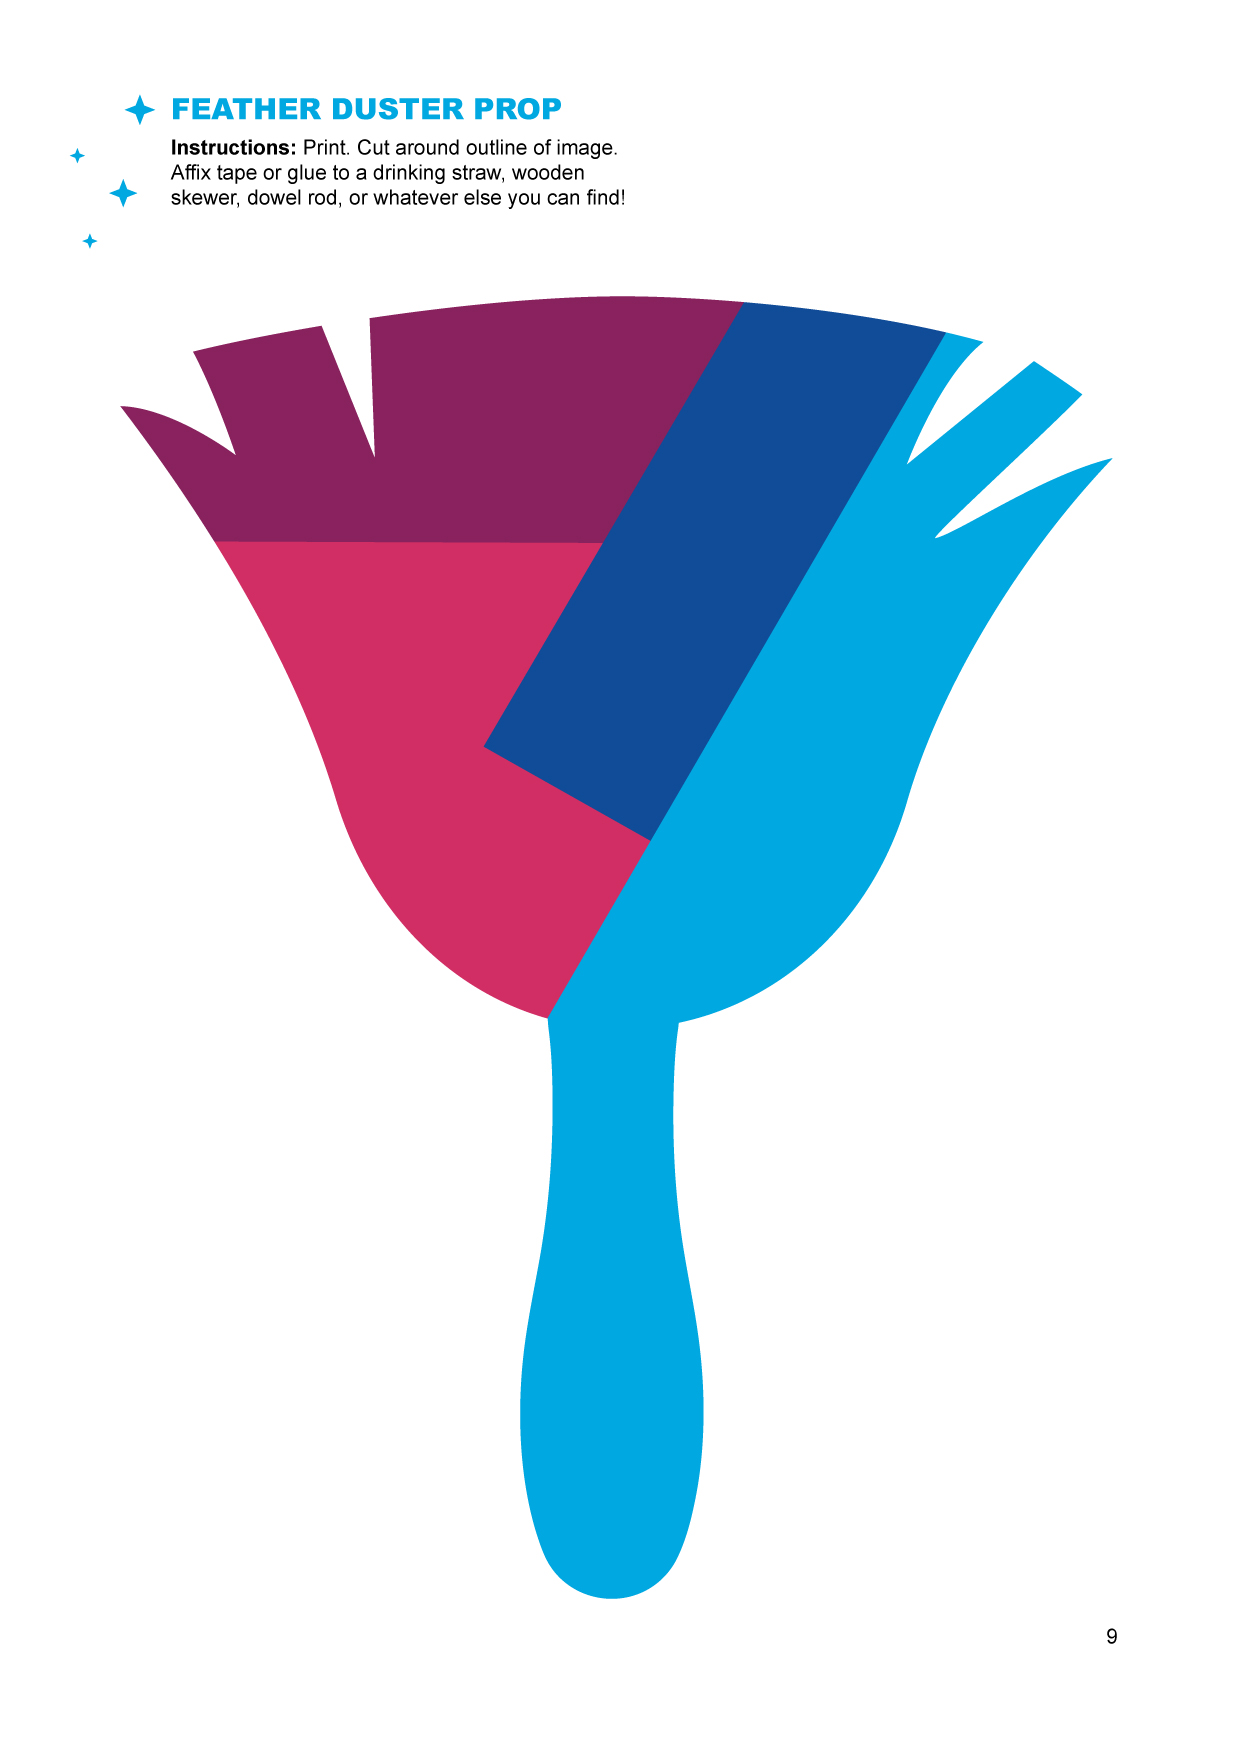 FEATHER DUSTER PROP
Instructions: Print. Cut around outline of image.
Affix tape or glue to a drinking straw, wooden
skewer, dowel rod, or whatever else you can find!
9